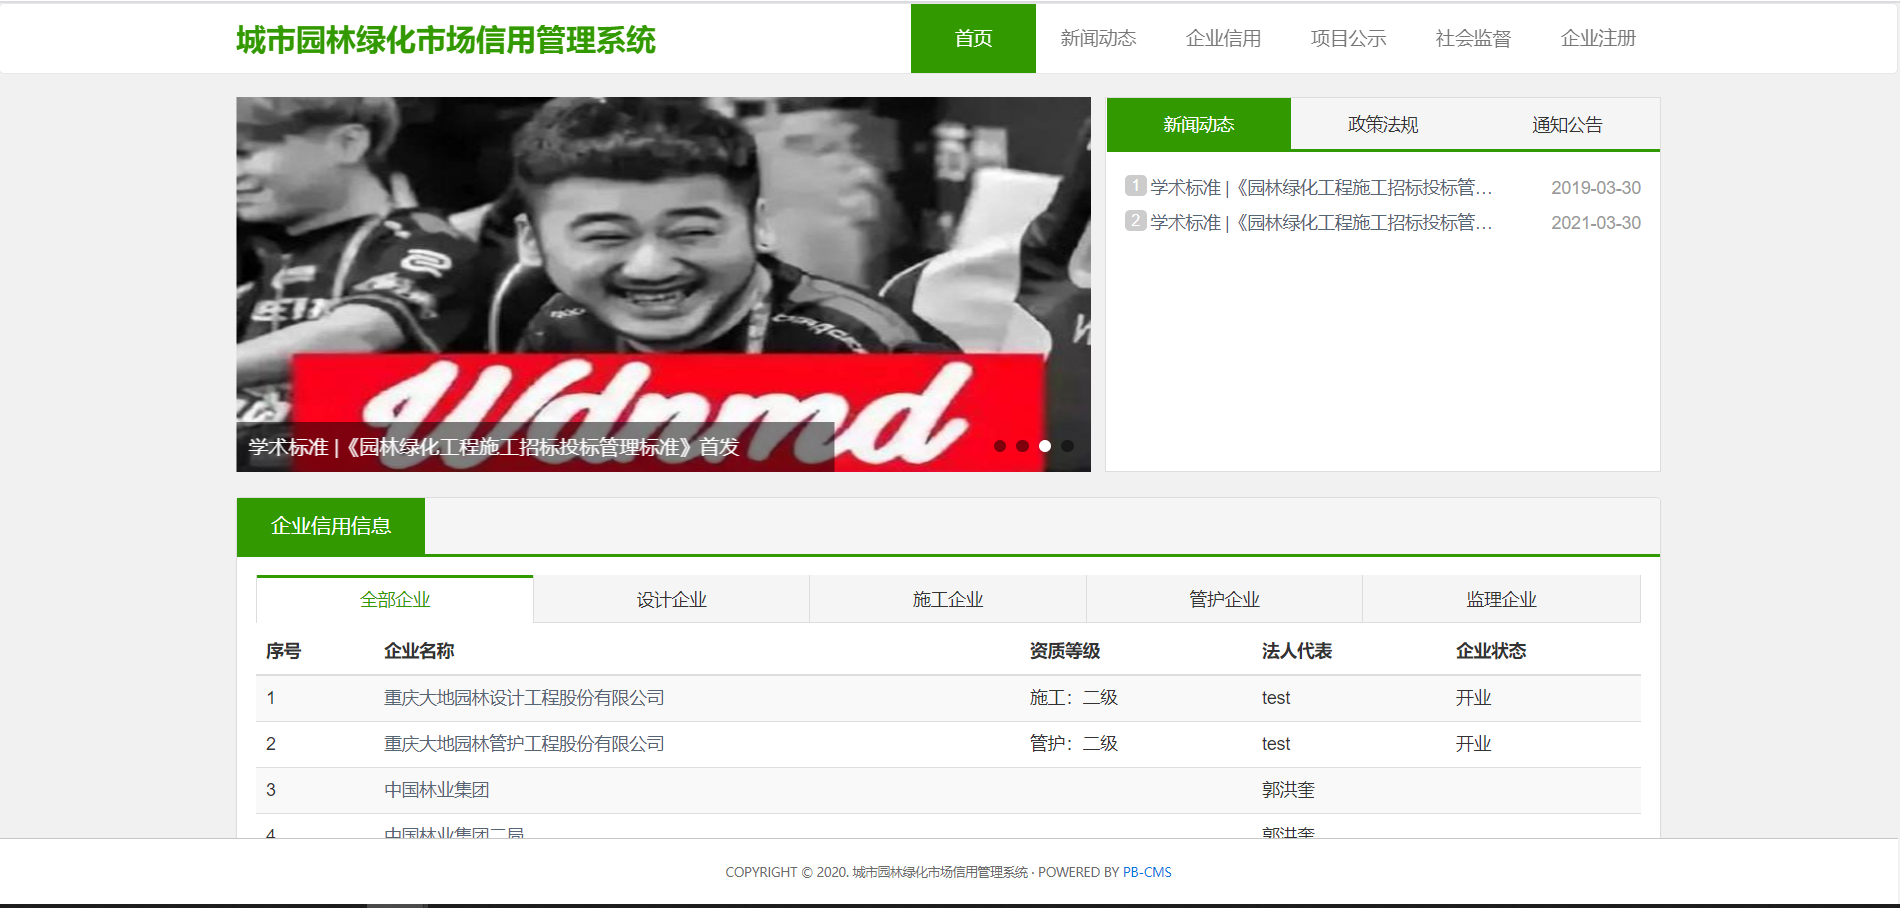 城市园林绿化市场信用管理系统
首页 新闻动态 企业信用 项目公示 社会监督 企业注册
Wdnmd
学术标准 |《园林绿化工程施工招标投标管理标准》首发
新闻动态 政策法规 通知公告
1 学术标准 |《园林绿化工程施工招标投标管... 2019-03-30
2 学术标准 |《园林绿化工程施工招标投标管... 2021-03-30
企业信用信息
全部企业 设计企业 施工企业 管护企业 监理企业
序号 企业名称 资质等级 法人代表 企业状态
1 重庆大地园林设计工程股份有限公司 施工：二级 test 开业
2 重庆大地园林管护工程股份有限公司 管护：二级 test 开业
3 中国林业集团 郭洪奎
4 中国林业集团二局 郭洪奎
COPYRIGHT © 2020. 城市园林绿化市场信用管理系统 · POWERED BY PB-CMS